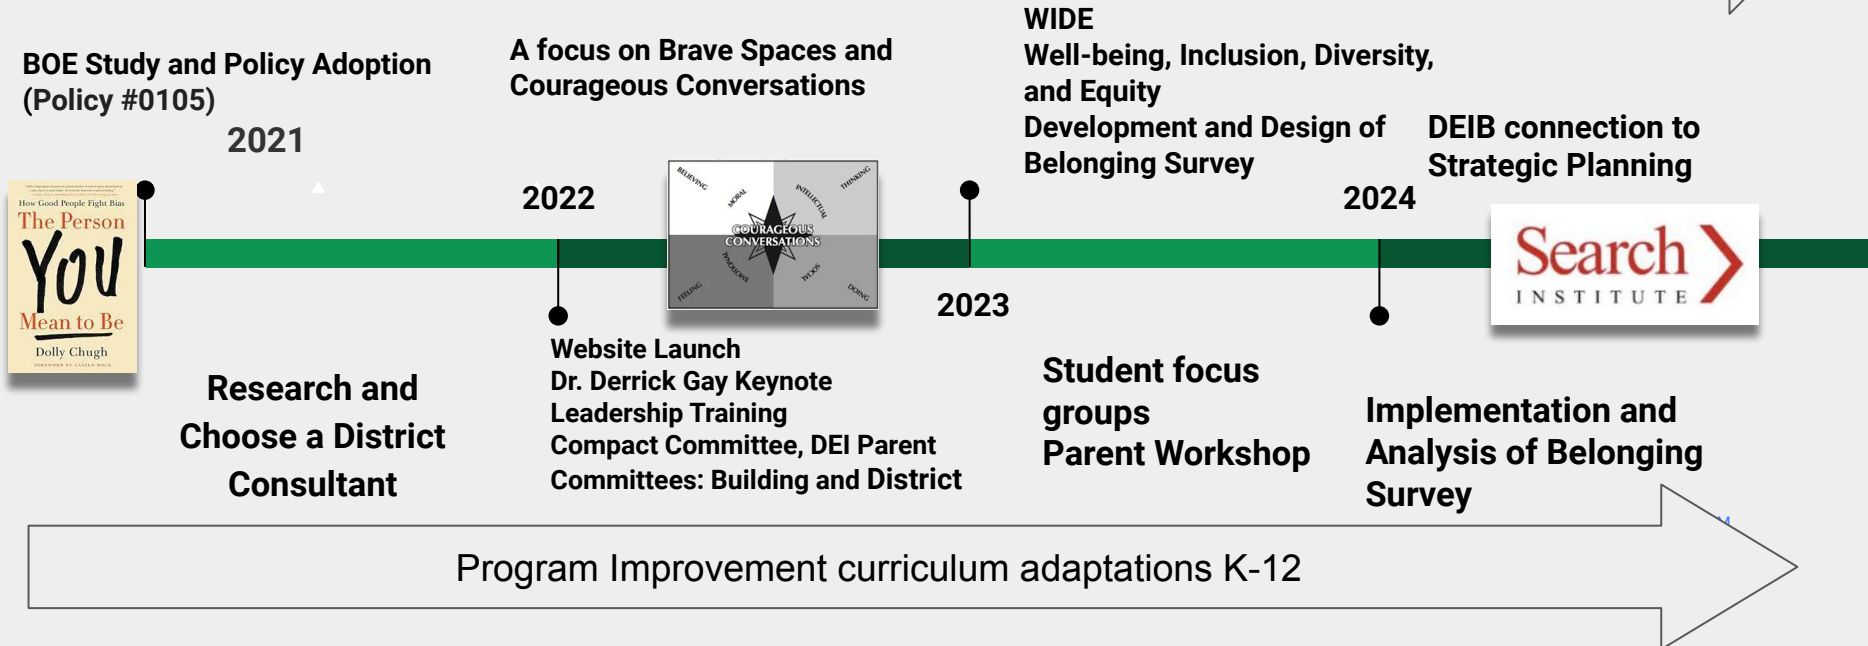 BOE Study and Policy Adoption
(Policy #0105)
2021
How Good People Fight Bias
The Person
YOU
Mean to Be
Dolly Chugh
Research and
Choose a District
Consultant
A focus on Brave Spaces and
Courageous Conversations
2022
BELIEVING
THINKING
MORAL
INTELLECTUAL
COURAGEOUS
CONVERSATIONS
EMOTIONAL
SOCIAL
FEELING
DOING
Website Launch
Dr. Derrick Gay Keynote
Leadership Training
Compact Committee, DEI Parent
Committees: Building and District
WIDE
Well-being, Inclusion, Diversity,
and Equity
Development and Design of
Belonging Survey
2023
Student focus
groups
Parent Workshop
DEIB connection to
Strategic Planning
2024
Search
INSTITUTE
Implementation and
Analysis of Belonging
Survey
Program Improvement curriculum adaptations K-12